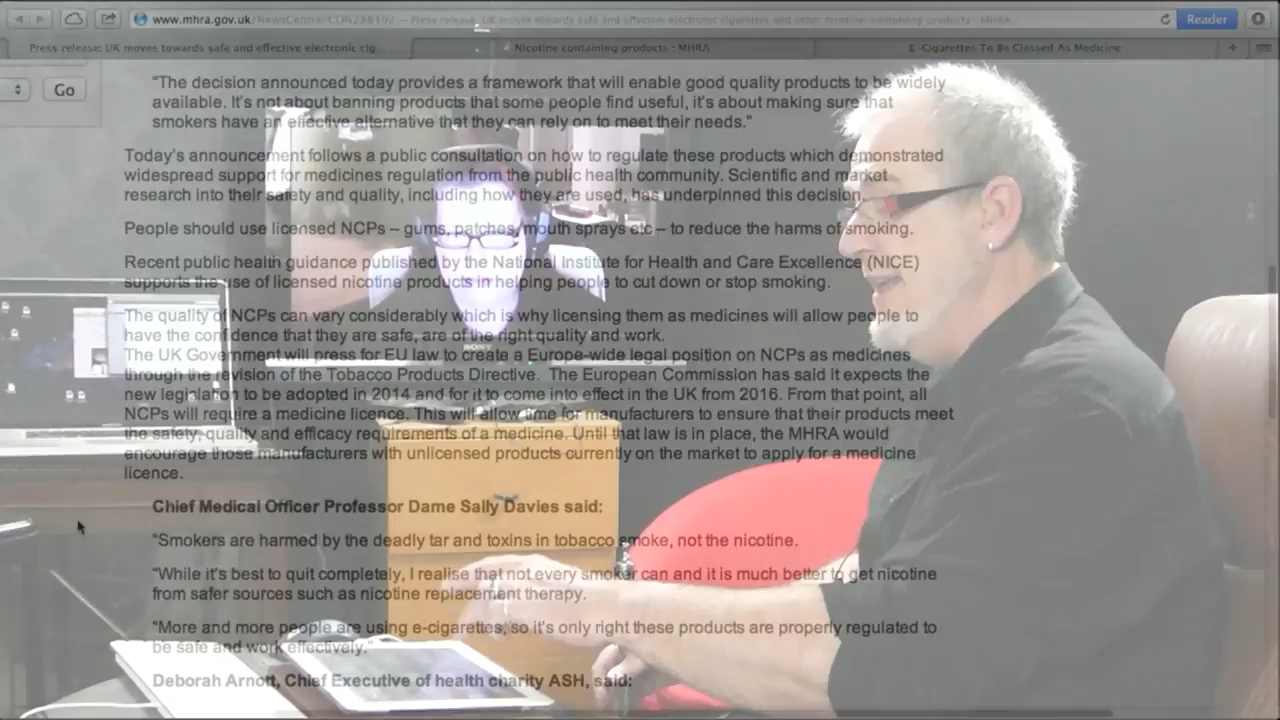 www.mhra.gov.uk/NewsCentre/CON288102 — Press release: UK moves towards safe and effective electronic cigarettes and other nicotine-containing products : MHRA
Reader
Press release: UK moves towards safe and effective electronic cig...
Nicotine containing products : MHRA
E Cigarettes To Be Classed As Medicine
Go
"The decision announced today provides a framework that will enable good quality products to be widely
available. It's not about banning products that some people find useful, it's about making sure that
smokers have an effective alternative that they can rely on to meet their needs."
Today's announcement follows a public consultation on how to regulate these products which demonstrated
widespread support for medicines regulation from the public health community. Scientific and market
research into their safety and quality, including how they are used, has underpinned this decision.
People should use licensed NCPs – gums, patches, mouth sprays etc – to reduce the harms of smoking.
Recent public health guidance published by the National Institute for Health and Care Excellence (NICE)
supports the use of licensed nicotine products in helping people to cut down or stop smoking.
The quality of NCPs can vary considerably which is why licensing them as medicines will allow people to
have the confidence that they are safe, are of the right quality and work.
The UK Government will press for EU law to create a Europe-wide legal position on NCPs as medicines
through the revision of the Tobacco Products Directive. The European Commission has said it expects the
new legislation to be adopted in 2014 and for it to come into effect in the UK from 2016. From that point, all
NCPs will require a medicine licence. This will allow time for manufacturers to ensure that their products meet
the safety, quality and efficacy requirements of a medicine. Until that law is in place, the MHRA would
encourage those manufacturers with unlicensed products currently on the market to apply for a medicine
licence.
Chief Medical Officer Professor Dame Sally Davies said:
"Smokers are harmed by the deadly tar and toxins in tobacco smoke, not the nicotine.
"While it's best to quit completely, I realise that not every smoker can and it is much better to get nicotine
from safer sources such as nicotine replacement therapy.
"More and more people are using e-cigarettes, so it's only right these products are properly regulated to
be safe and work effectively."
Deborah Arnott, Chief Executive of health charity ASH, said:
SONY